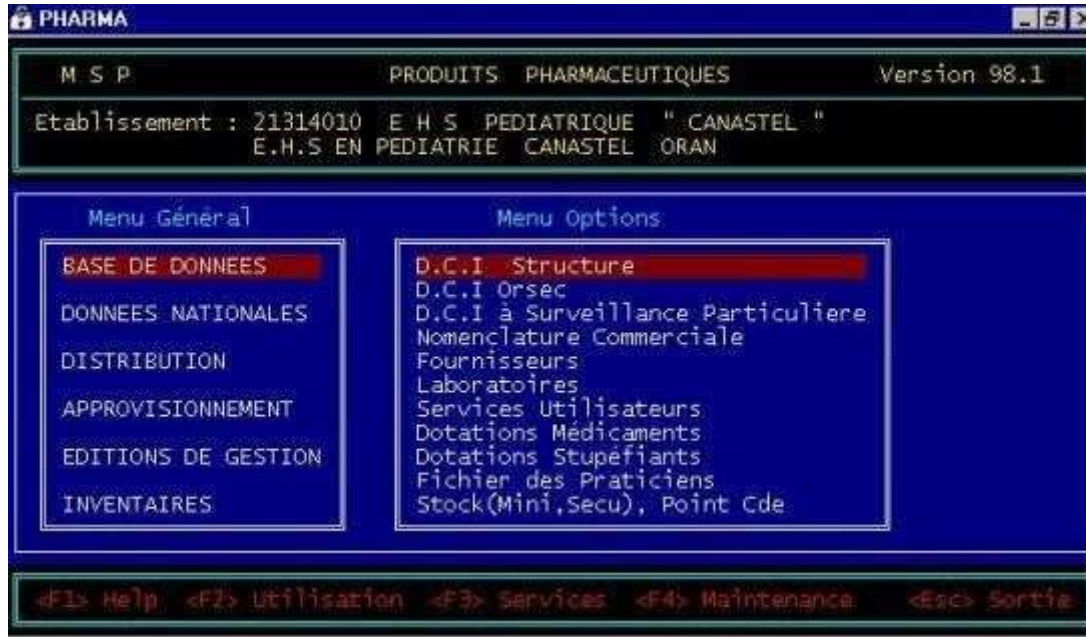 PHARMA
M S P PRODUITS PHARMACEUTIQUES Version 98.1
Etablissement : 21314010 E H S PEDIATRIQUE " CANASTEL "
E.H.S EN PEDIATRIE CANASTEL ORAN
Menu Général
BASE DE DONNEES
DONNEES NATIONALES
DISTRIBUTION
APPROVISIONNEMENT
EDITIONS DE GESTION
INVENTAIRES
Menu Options
D.C.I Structure
D.C.I Orsec
D.C.I à Surveillance Particuliere
Nomenclature Commerciale
Fournisseurs
Laboratoires
Services Utilisateurs
Dotations Médicaments
Dotations Stupéfiants
Fichier des Praticiens
Stock(Mini,Secu), Point Cde
<F1> Help <F2> Utilisation <F3> Services <F4> Maintenance <Esc> Sortie